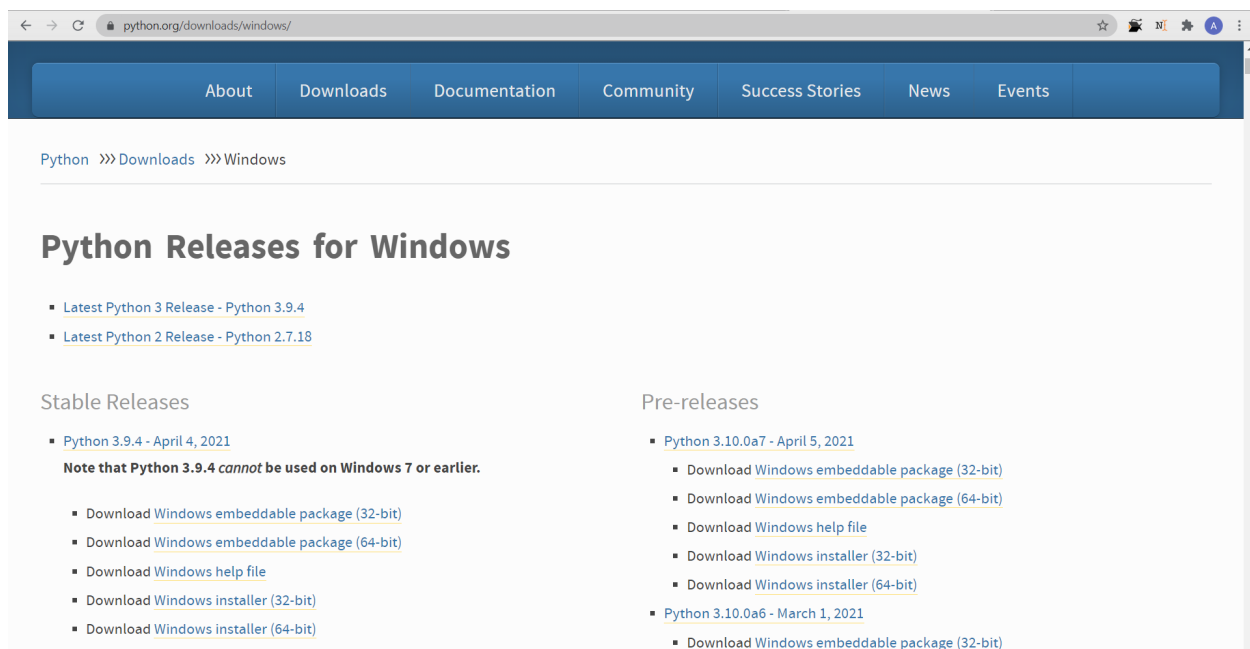 python.org/downloads/windows/
A
About Downloads Documentation Community Success Stories News Events
Python >>> Downloads >>> Windows
Python Releases for Windows
Latest Python 3 Release - Python 3.9.4
Latest Python 2 Release - Python 2.7.18
Stable Releases
Python 3.9.4 - April 4, 2021
Note that Python 3.9.4 cannot be used on Windows 7 or earlier.
Download Windows embeddable package (32-bit)
Download Windows embeddable package (64-bit)
Download Windows help file
Download Windows installer (32-bit)
Download Windows installer (64-bit)
Pre-releases
Python 3.10.0a7 - April 5, 2021
Download Windows embeddable package (32-bit)
Download Windows embeddable package (64-bit)
Download Windows help file
Download Windows installer (32-bit)
Download Windows installer (64-bit)
Python 3.10.0a6 - March 1, 2021
Download Windows embeddable package (32-bit)